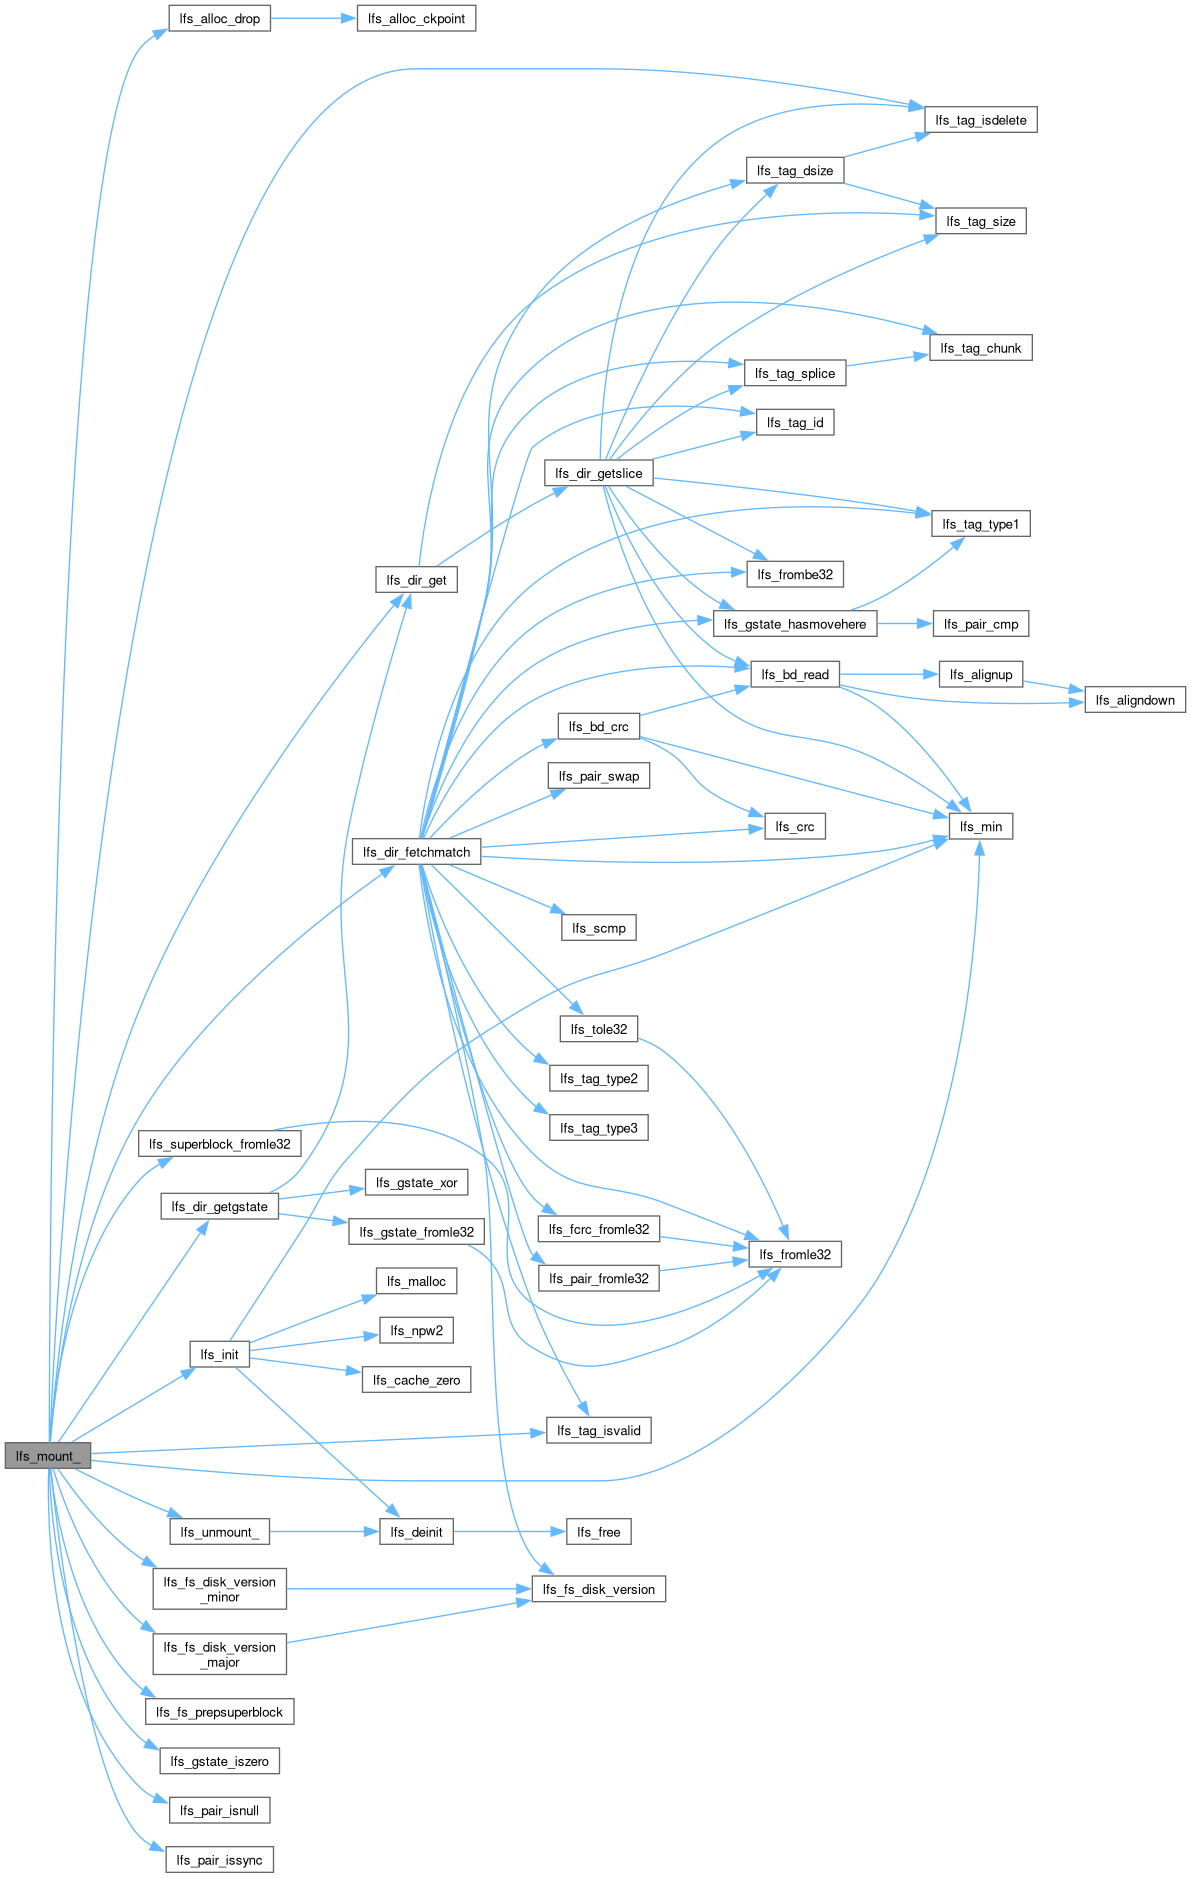 lfs_alloc_drop
lfs_alloc_ckpoint
lfs_tag_isdelete
lfs_tag_dsize
lfs_tag_size
lfs_tag_chunk
lfs_tag_splice
lfs_tag_id
lfs_dir_getslice
lfs_tag_type1
lfs_dir_get
lfs_frombe32
lfs_gstate_hasmovehere
lfs_pair_cmp
lfs_bd_read
lfs_alignup
lfs_aligndown
lfs_bd_crc
lfs_pair_swap
lfs_crc
lfs_min
lfs_dir_fetchmatch
lfs_scmp
lfs_tole32
lfs_tag_type2
lfs_tag_type3
lfs_superblock_fromle32
lfs_gstate_xor
lfs_dir_getgstate
lfs_gstate_fromle32
lfs_fcrc_fromle32
lfs_fromle32
lfs_pair_fromle32
lfs_malloc
lfs_npw2
lfs_init
lfs_cache_zero
lfs_tag_isvalid
lfs_mount_
lfs_unmount_
lfs_deinit
lfs_free
lfs_fs_disk_version
_minor
lfs_fs_disk_version
lfs_fs_disk_version
_major
lfs_fs_prepsuperblock
lfs_gstate_iszero
lfs_pair_isnull
lfs_pair_issync